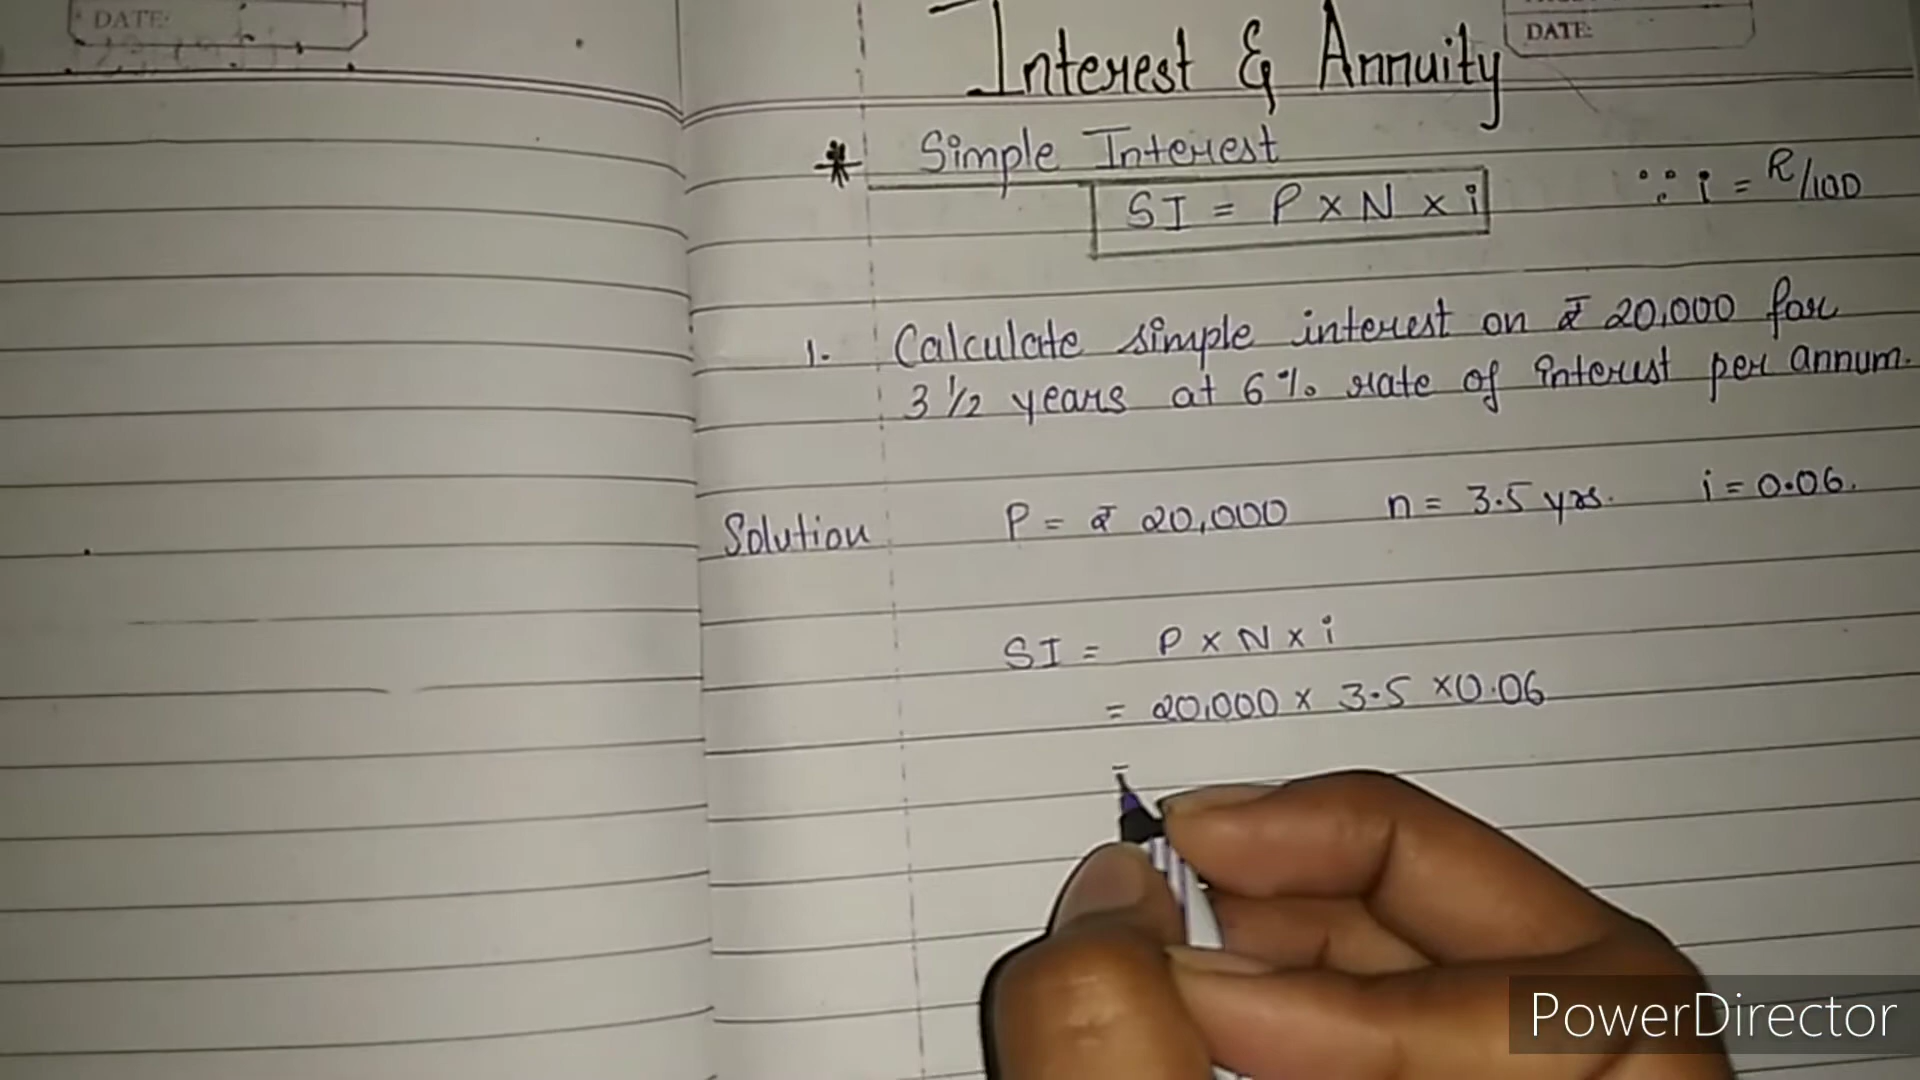 DATE:
DATE:
Interest & Annuity
* Simple Interest
SI = P × N × i ∵ i = R/100
1. Calculate simple interest on ₹ 20,000 for
3 1/2 years at 6% rate of interest per annum.
Solution P = ₹ 20,000 n = 3.5 yrs. i = 0.06.
SI = P × N × i
= 20,000 × 3.5 × 0.06
PowerDirector